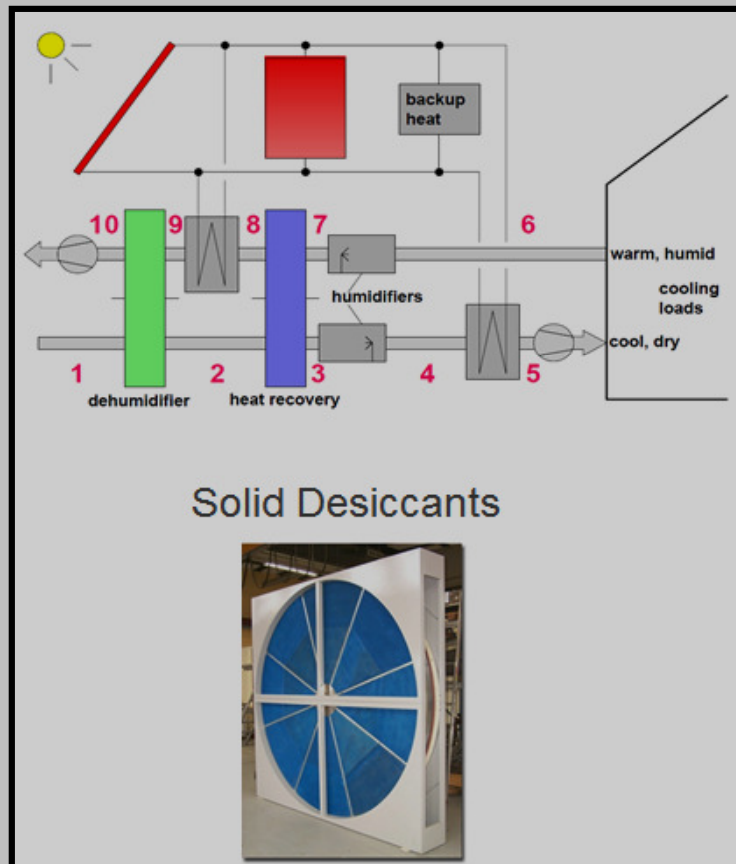 backup
heat
10
9
8
7
6
warm, humid
humidifiers
cooling
loads
cool, dry
1
2
3
4
5
dehumidifier
heat recovery
Solid Desiccants